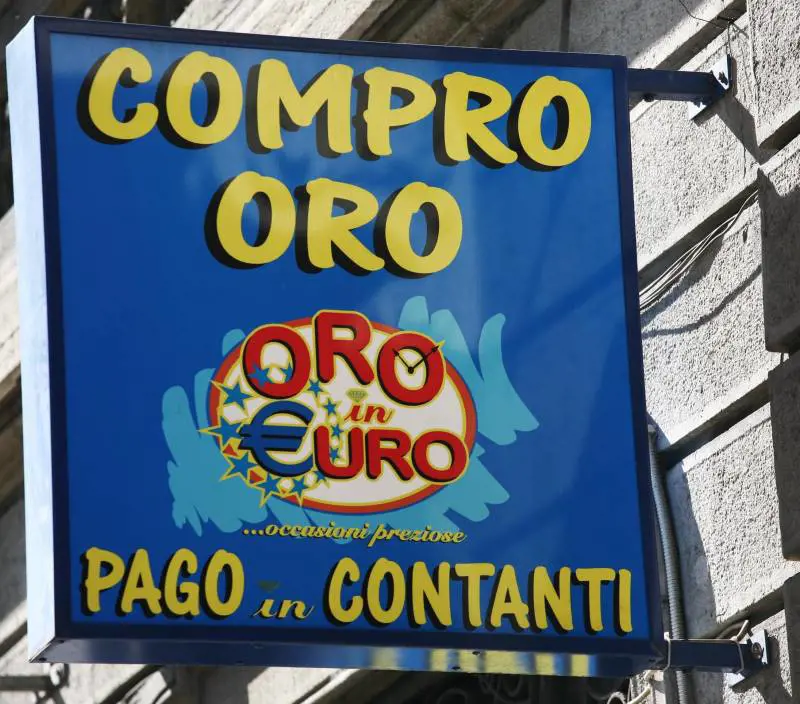 COMPRO
ORO
ORO
in
€URO
...occasioni preziose
PAGO in CONTANTI